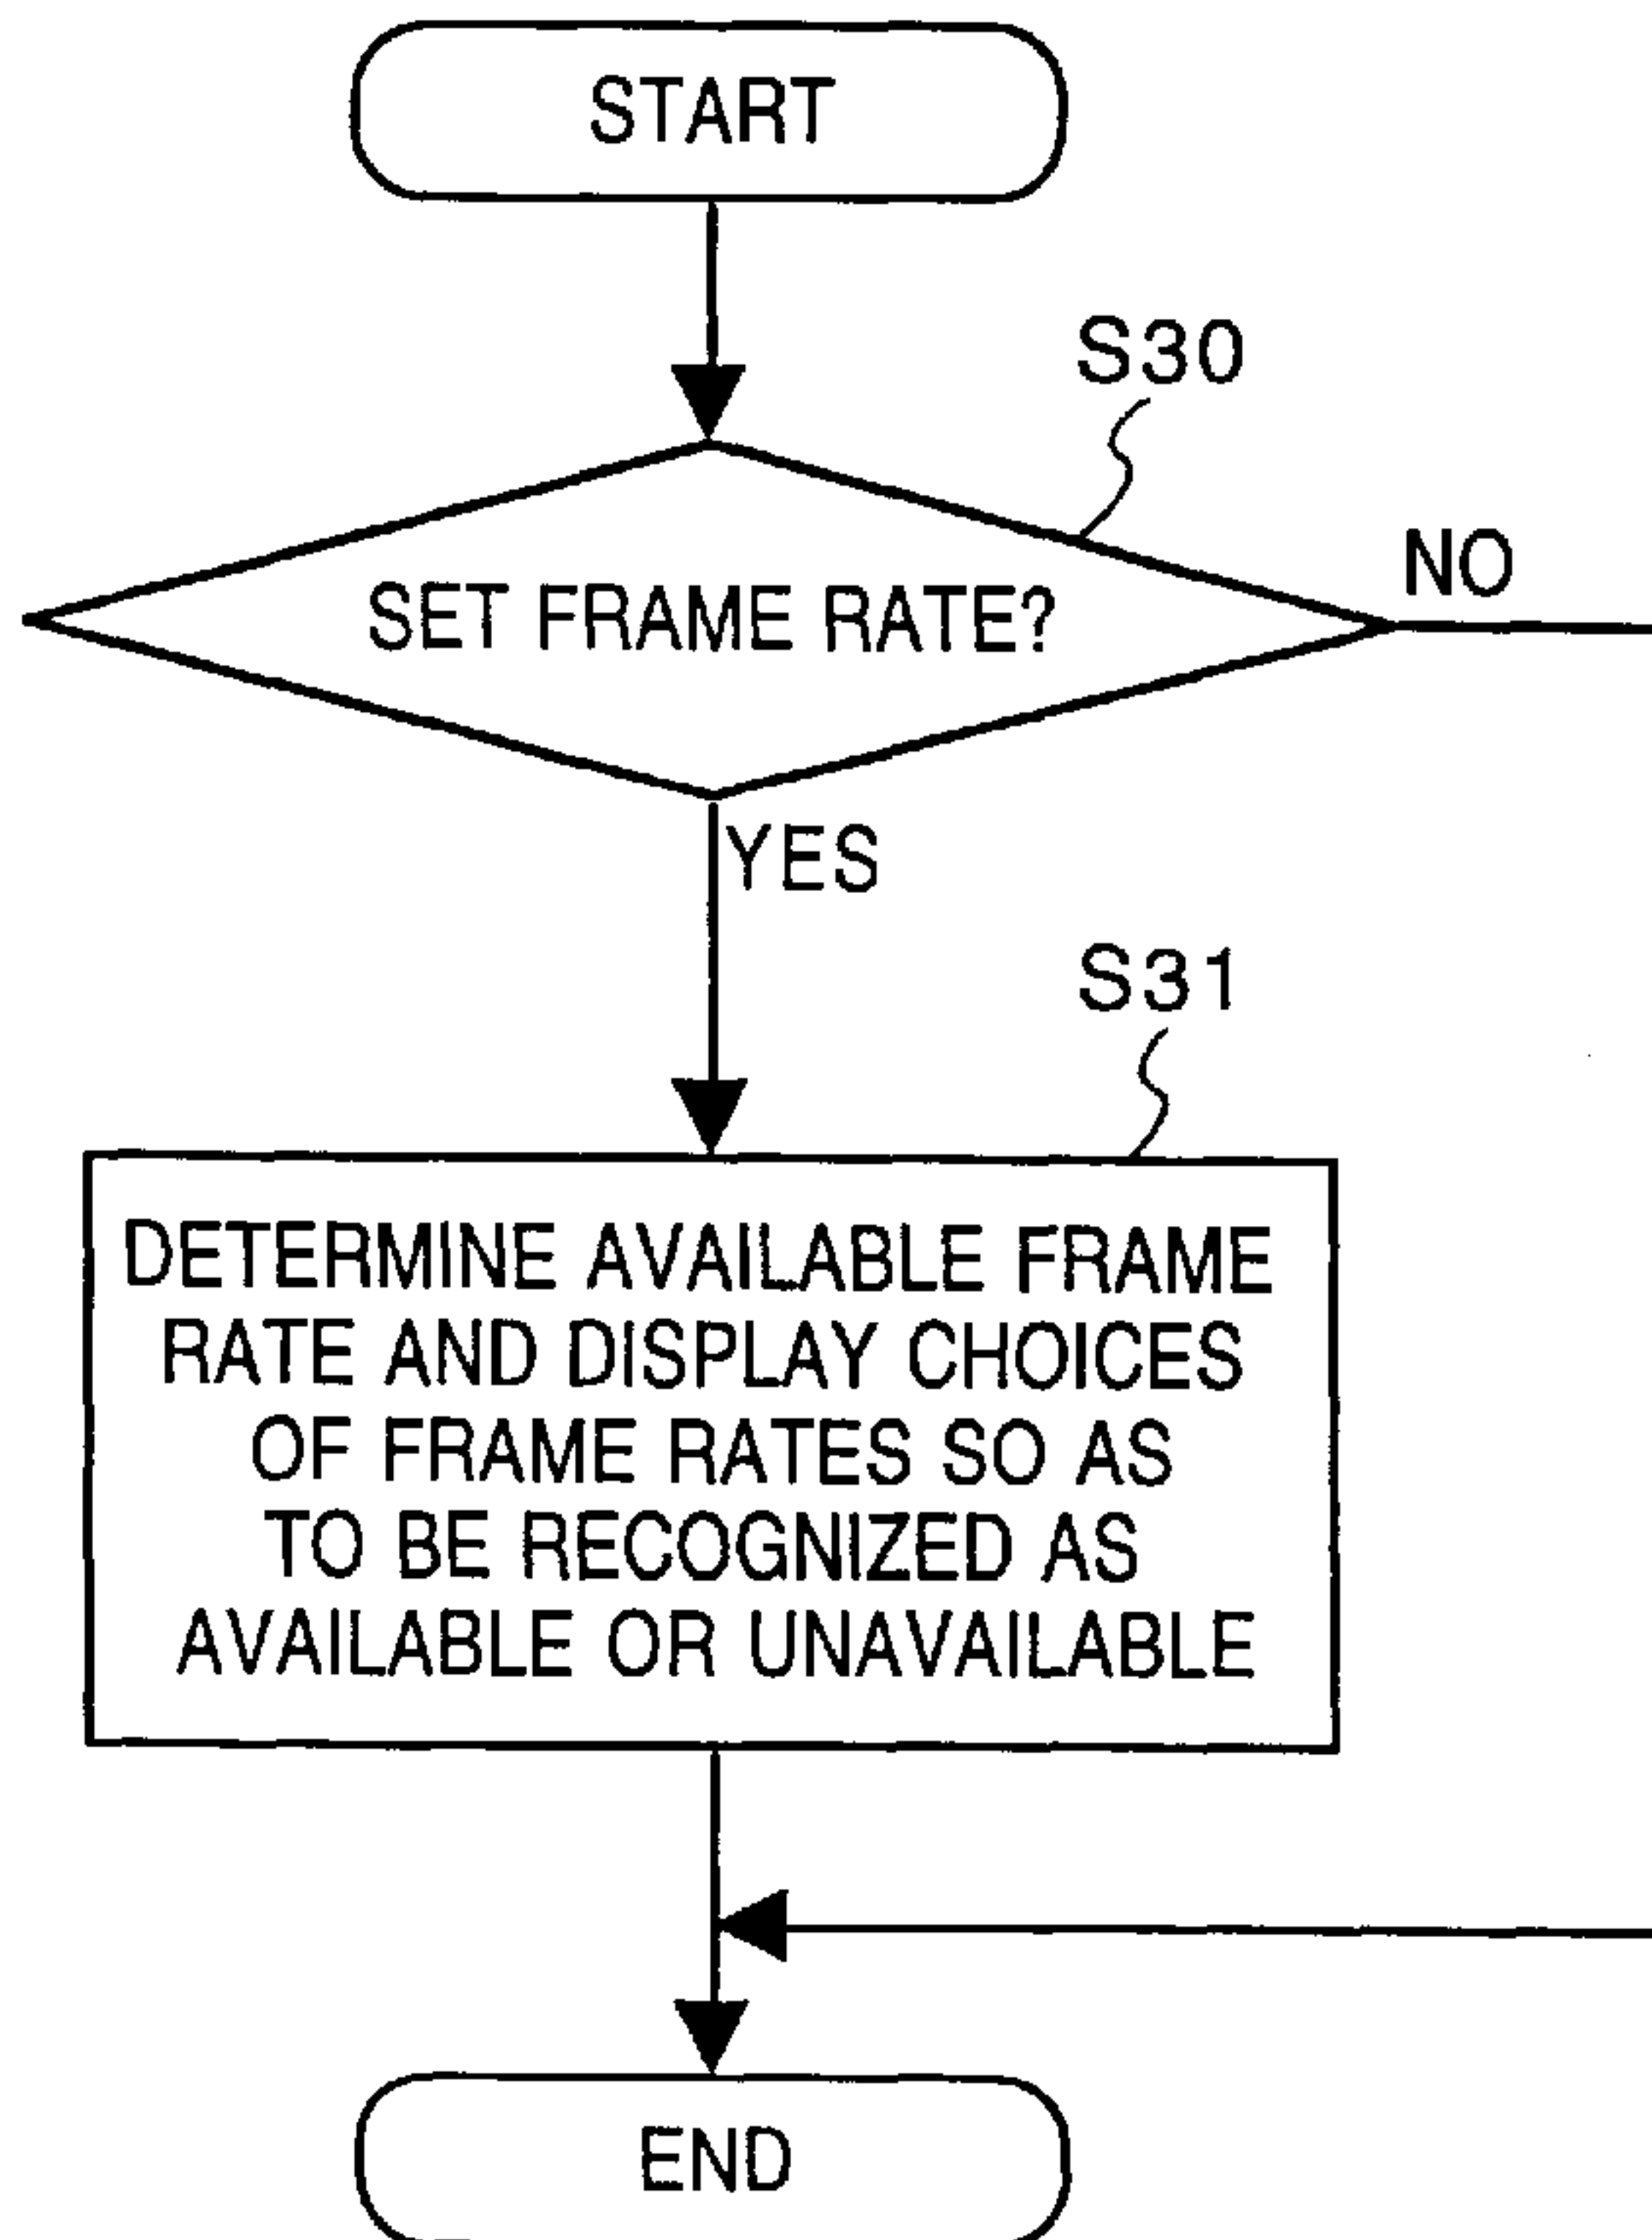 START
S30
SET FRAME RATE?
NO
YES
S31
DETERMINE AVAILABLE FRAME
RATE AND DISPLAY CHOICES
OF FRAME RATES SO AS
TO BE RECOGNIZED AS
AVAILABLE OR UNAVAILABLE
END